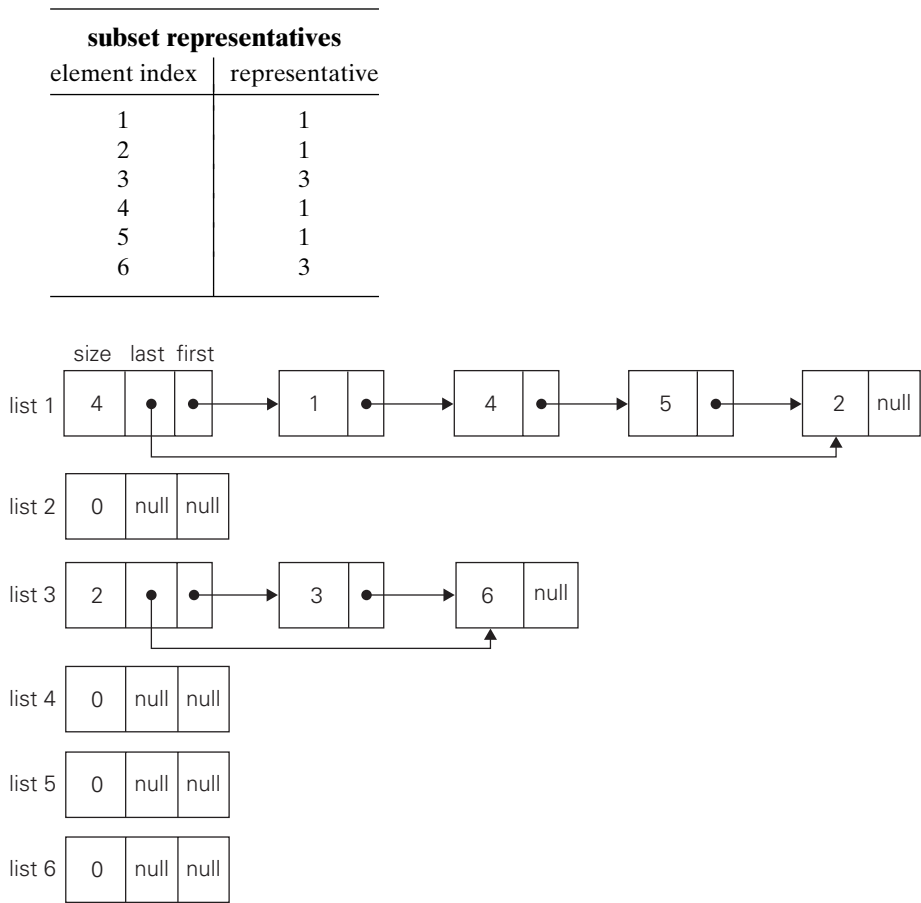 subset representatives
element index representative
1 1
2 1
3 3
4 1
5 1
6 3
size last first
list 1 4 1 4 5 2 null
list 2 0 null null
list 3 2 3 6 null
list 4 0 null null
list 5 0 null null
list 6 0 null null